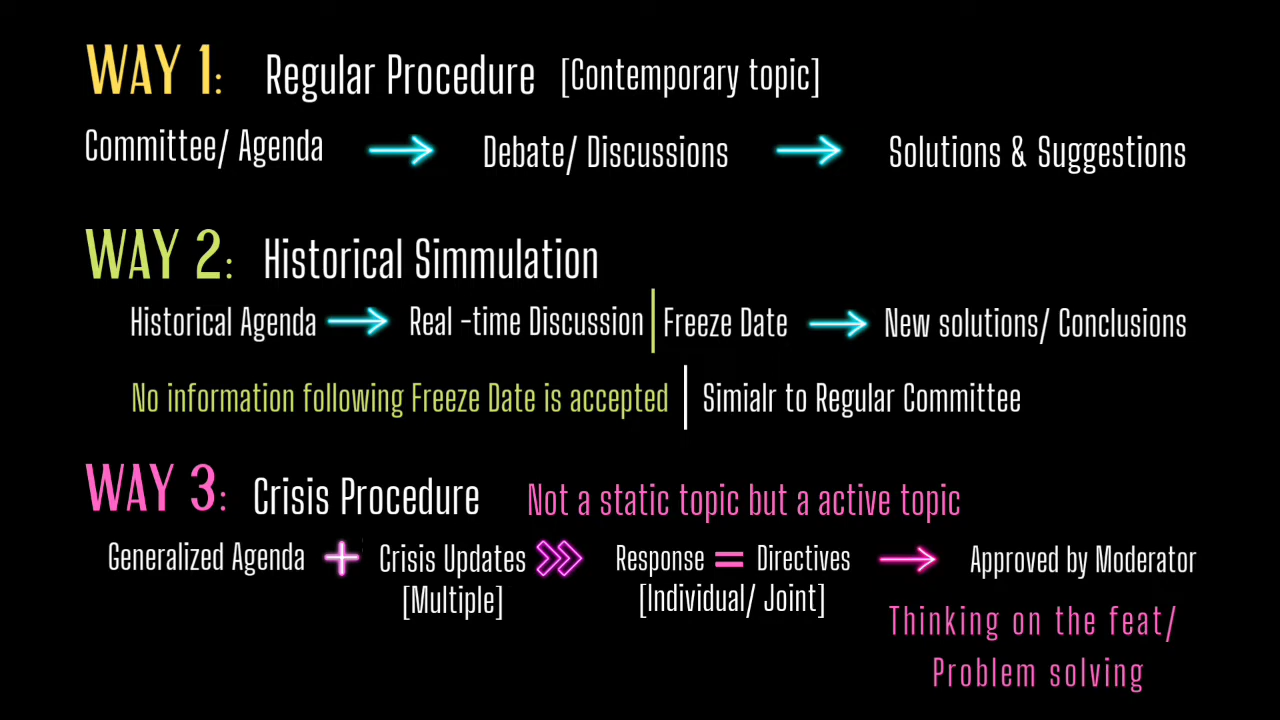 WAY 1: Regular Procedure [Contemporary topic]
Committee/ Agenda → Debate/ Discussions → Solutions & Suggestions
WAY 2: Historical Simmulation
Historical Agenda → Real -time Discussion | Freeze Date → New solutions/ Conclusions
No information following Freeze Date is accepted | Simialr to Regular Committee
WAY 3: Crisis Procedure Not a static topic but a active topic
Generalized Agenda + Crisis Updates >>> Response = Directives → Approved by Moderator
[Multiple] [Individual/ Joint]
Thinking on the feat/
Problem solving